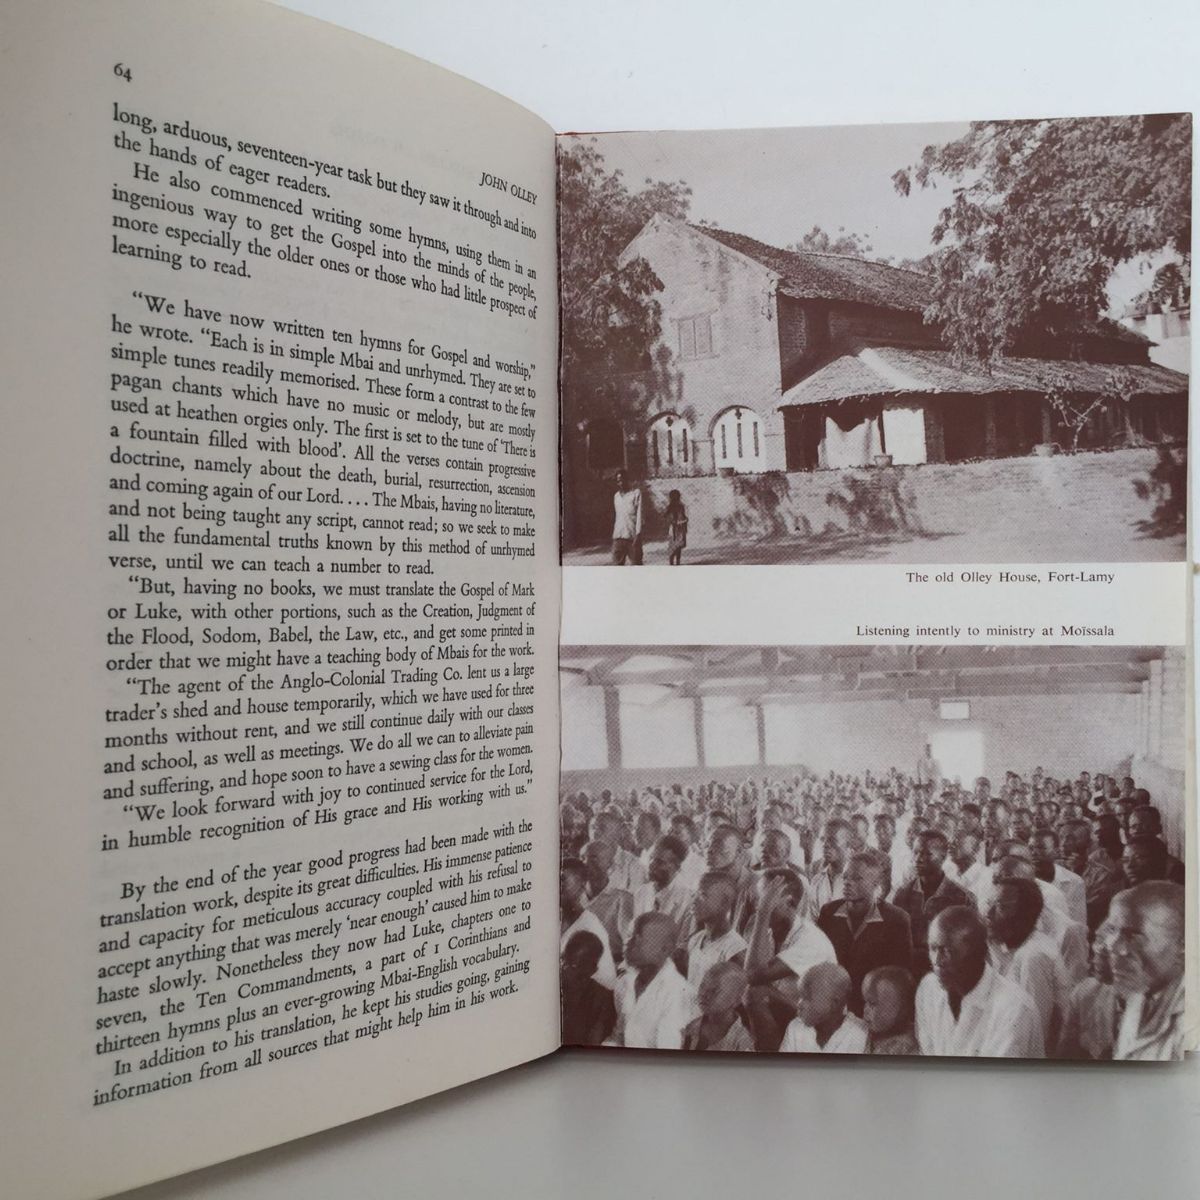 64
JOHN OLLEY
long, arduous, seventeen-year task but they saw it through and into
the hands of eager readers.
He also commenced writing some hymns, using them in an
ingenious way to get the Gospel into the minds of the people,
more especially the older ones or those who had little prospect of
learning to read.
“We have now written ten hymns for Gospel and worship,”
he wrote. “Each is in simple Mbai and unrhymed. They are set to
simple tunes readily memorised. These form a contrast to the few
pagan chants which have no music or melody, but are mostly
used at heathen orgies only. The first is set to the tune of ‘There is
a fountain filled with blood’. All the verses contain progressive
doctrine, namely about the death, burial, resurrection, ascension
and coming again of our Lord. . . . The Mbais, having no literature,
and not being taught any script, cannot read; so we seek to make
all the fundamental truths known by this method of unrhymed
verse, until we can teach a number to read.
“But, having no books, we must translate the Gospel of Mark
or Luke, with other portions, such as the Creation, Judgment of
the Flood, Sodom, Babel, the Law, etc., and get some printed in
order that we might have a teaching body of Mbais for the work.
“The agent of the Anglo-Colonial Trading Co. lent us a large
trader’s shed and house temporarily, which we have used for three
months without rent, and we still continue daily with our classes
and school, as well as meetings. We do all we can to alleviate pain
and suffering, and hope soon to have a sewing class for the women.
“We look forward with joy to continued service for the Lord,
in humble recognition of His grace and His working with us.”
By the end of the year good progress had been made with the
translation work, despite its great difficulties. His immense patience
and capacity for meticulous accuracy coupled with his refusal to
accept anything that was merely ‘near enough’ caused him to make
haste slowly. Nonetheless they now had Luke, chapters one to
seven, the Ten Commandments, a part of 1 Corinthians and
thirteen hymns plus an ever-growing Mbai-English vocabulary.
In addition to his translation, he kept his studies going, gaining
information from all sources that might help him in his work.
The old Olley House, Fort-Lamy
Listening intently to ministry at Moïssala